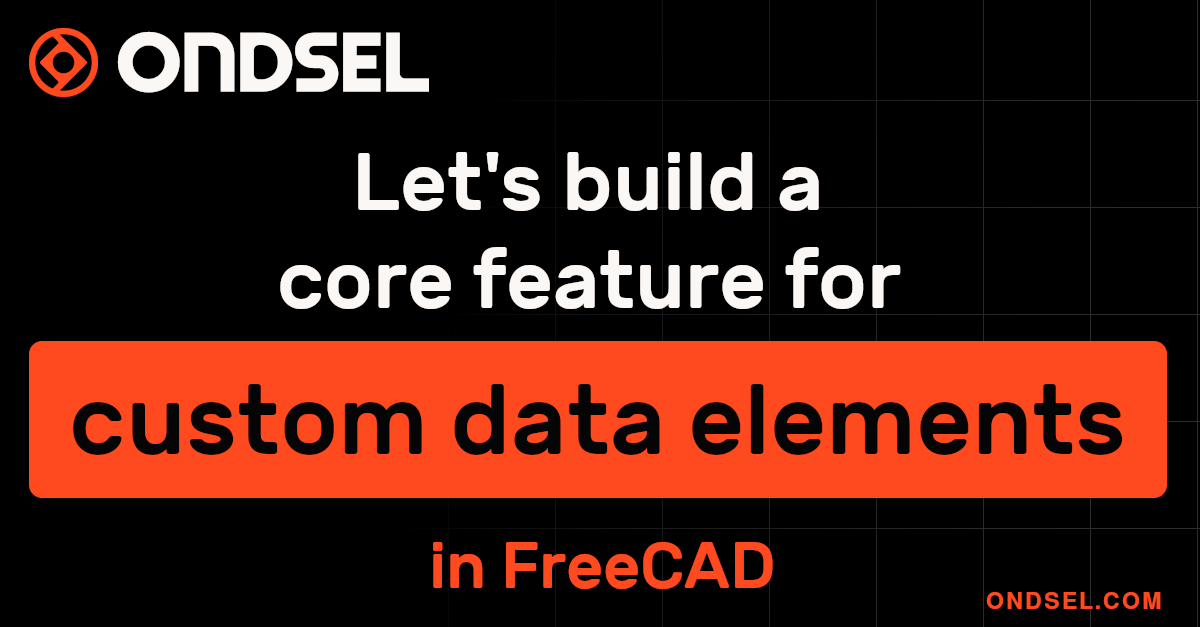 ONDSEL
Let's build a
core feature for
custom data elements
in FreeCAD
ONDSEL.COM